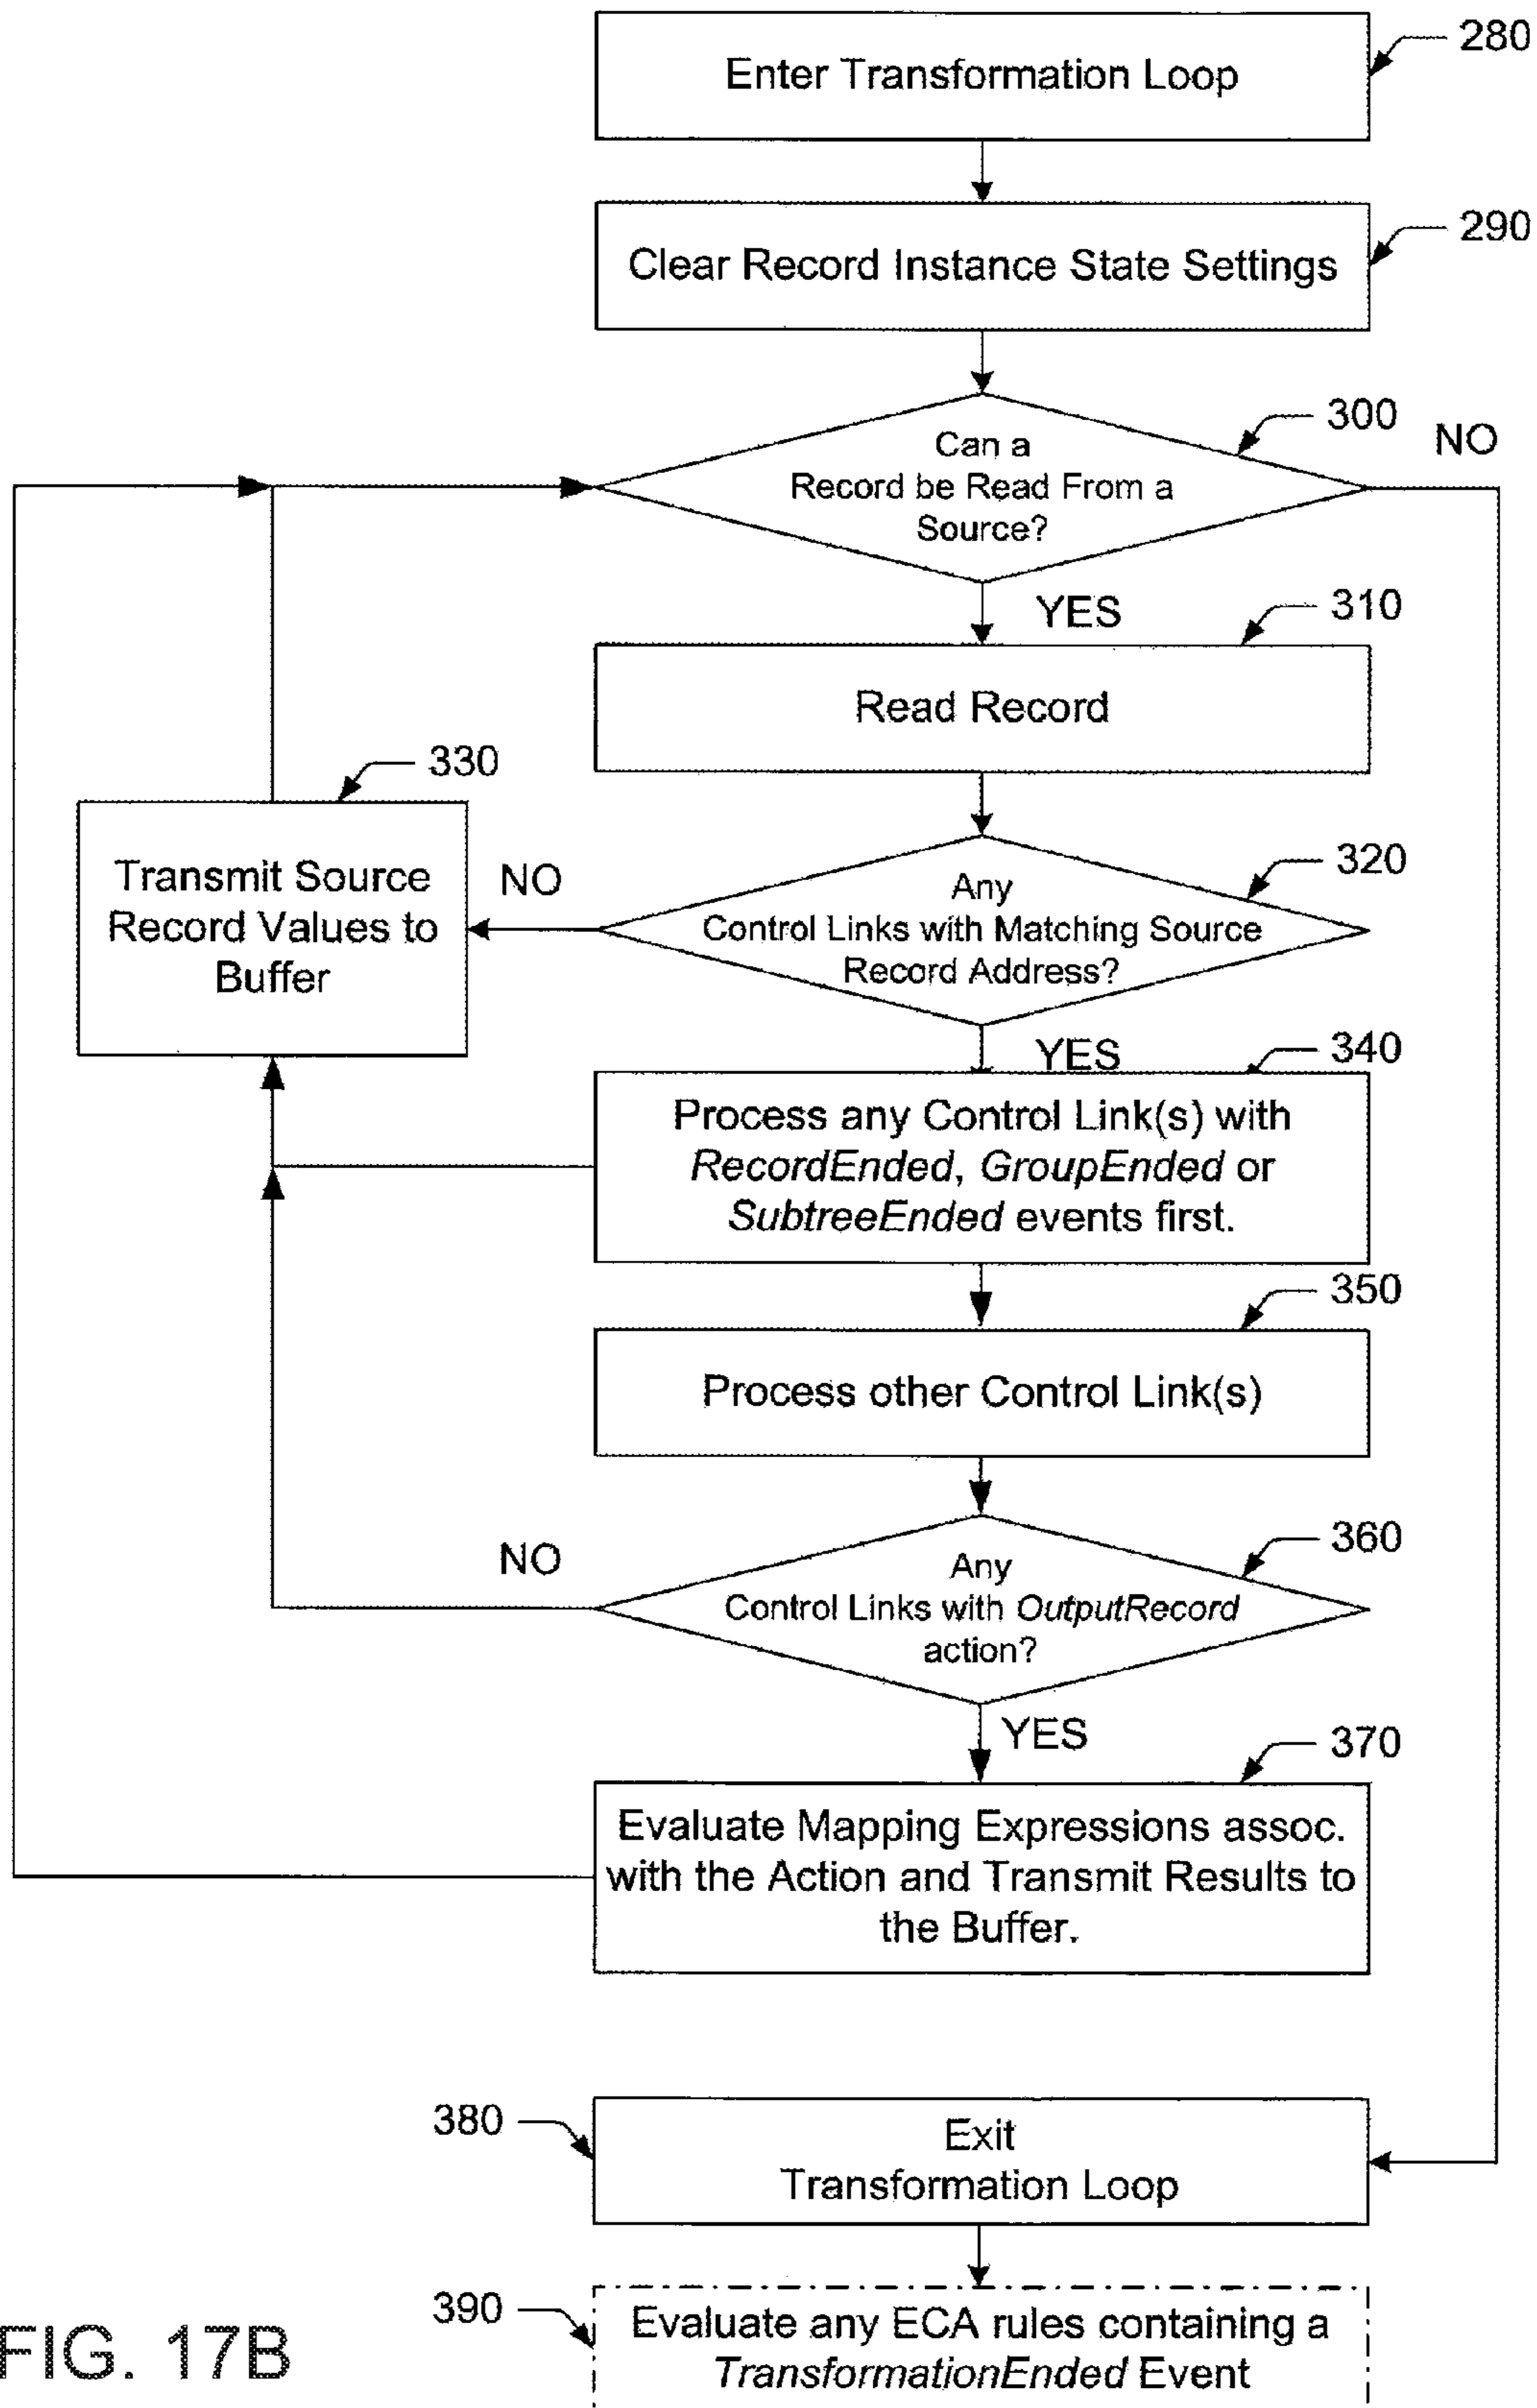 280
Enter Transformation Loop
290
Clear Record Instance State Settings
300
NO
Can a
Record be Read From a
Source?
YES
310
Read Record
330
Transmit Source
Record Values to
Buffer
NO
320
Any
Control Links with Matching Source
Record Address?
YES
340
Process any Control Link(s) with
RecordEnded, GroupEnded or
SubtreeEnded events first.
350
Process other Control Link(s)
360
NO
Any
Control Links with OutputRecord
action?
YES
370
Evaluate Mapping Expressions assoc.
with the Action and Transmit Results to
the Buffer.
380
Exit
Transformation Loop
390
Evaluate any ECA rules containing a
TransformationEnded Event
FIG. 17B